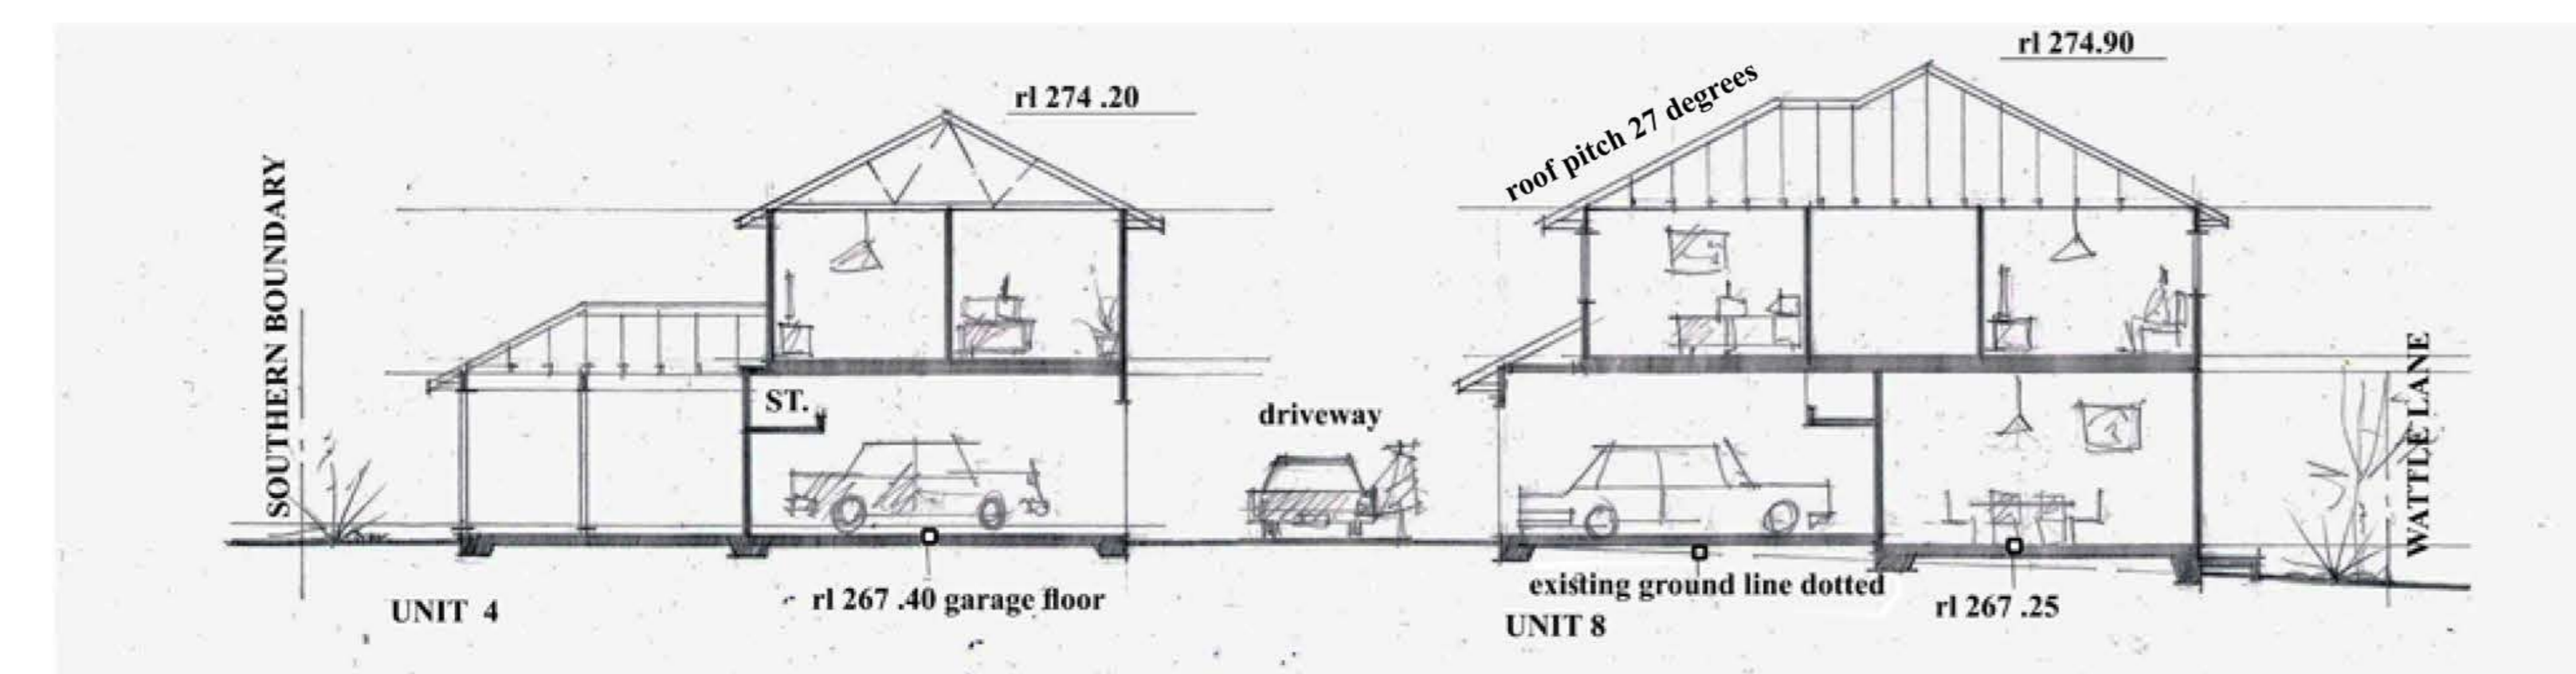 SOUTHERN BOUNDARY
rl 274 .20
ST.
driveway
rl 267 .40 garage floor
UNIT 4
roof pitch 27 degrees
rl 274.90
existing ground line dotted
UNIT 8
rl 267 .25
WATTLE LANE